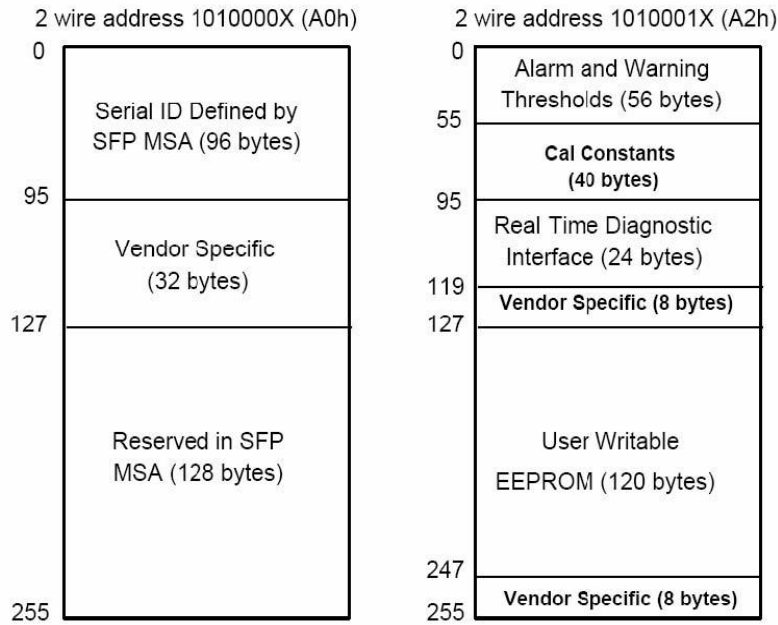 2 wire address 1010000X (A0h)
0
Serial ID Defined by
SFP MSA (96 bytes)
95
Vendor Specific
(32 bytes)
127
Reserved in SFP
MSA (128 bytes)
255
2 wire address 1010001X (A2h)
0
Alarm and Warning
Thresholds (56 bytes)
55
Cal Constants
(40 bytes)
95
Real Time Diagnostic
Interface (24 bytes)
119
Vendor Specific (8 bytes)
127
User Writable
EEPROM (120 bytes)
247
Vendor Specific (8 bytes)
255